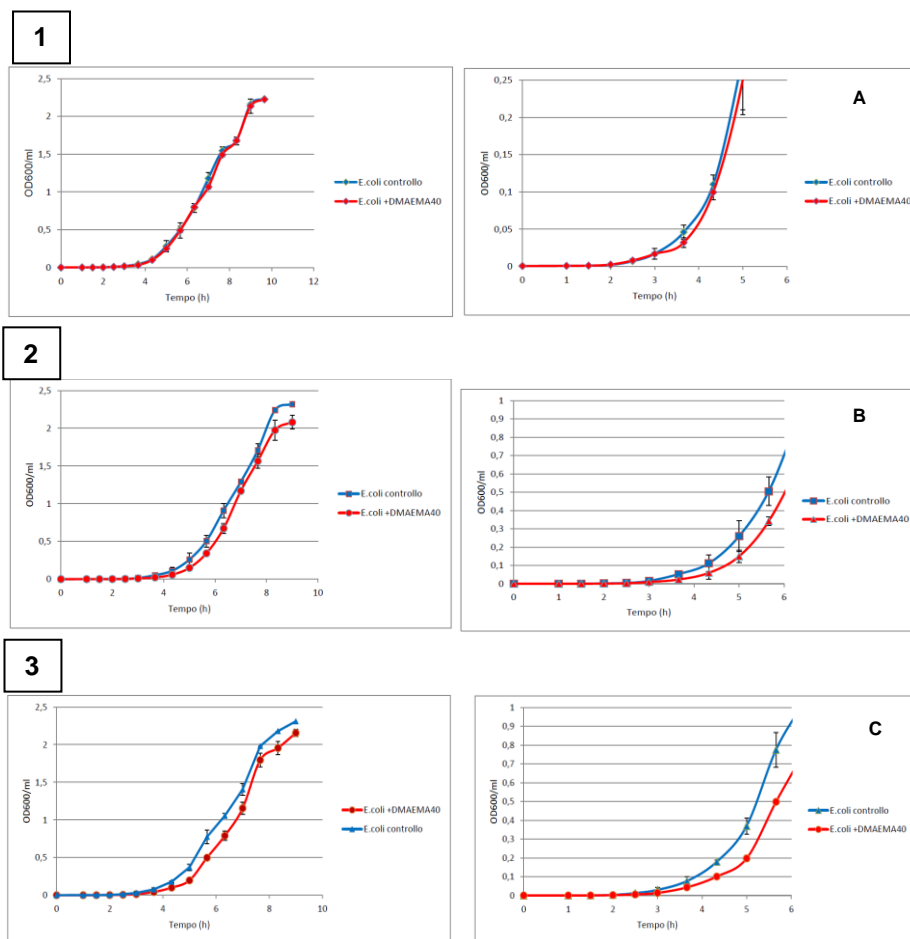 1
2,5
2
1,5
1
0,5
0
0 2 4 6 8 10 12
OD600/ml
Tempo (h)
E.coli controllo
E.coli +DMAEMA40
A
0,25
0,2
0,15
0,1
0,05
0
0 1 2 3 4 5 6
OD600/ml
Tempo (h)
E.coli controllo
E.coli +DMAEMA40
2
2,5
2
1,5
1
0,5
0
0 2 4 6 8 10
OD600/ml
Tempo (h)
E.coli controllo
E.coli +DMAEMA40
B
1
0,9
0,8
0,7
0,6
0,5
0,4
0,3
0,2
0,1
0
0 1 2 3 4 5 6
OD600/ml
Tempo (h)
E.coli controllo
E.coli +DMAEMA40
3
2,5
2
1,5
1
0,5
0
0 2 4 6 8 10
OD600/ml
Tempo (h)
E.coli +DMAEMA40
E.coli controllo
C
1
0,9
0,8
0,7
0,6
0,5
0,4
0,3
0,2
0,1
0
0 1 2 3 4 5 6
OD600/ml
Tempo (h)
E.coli controllo
E.coli +DMAEMA40